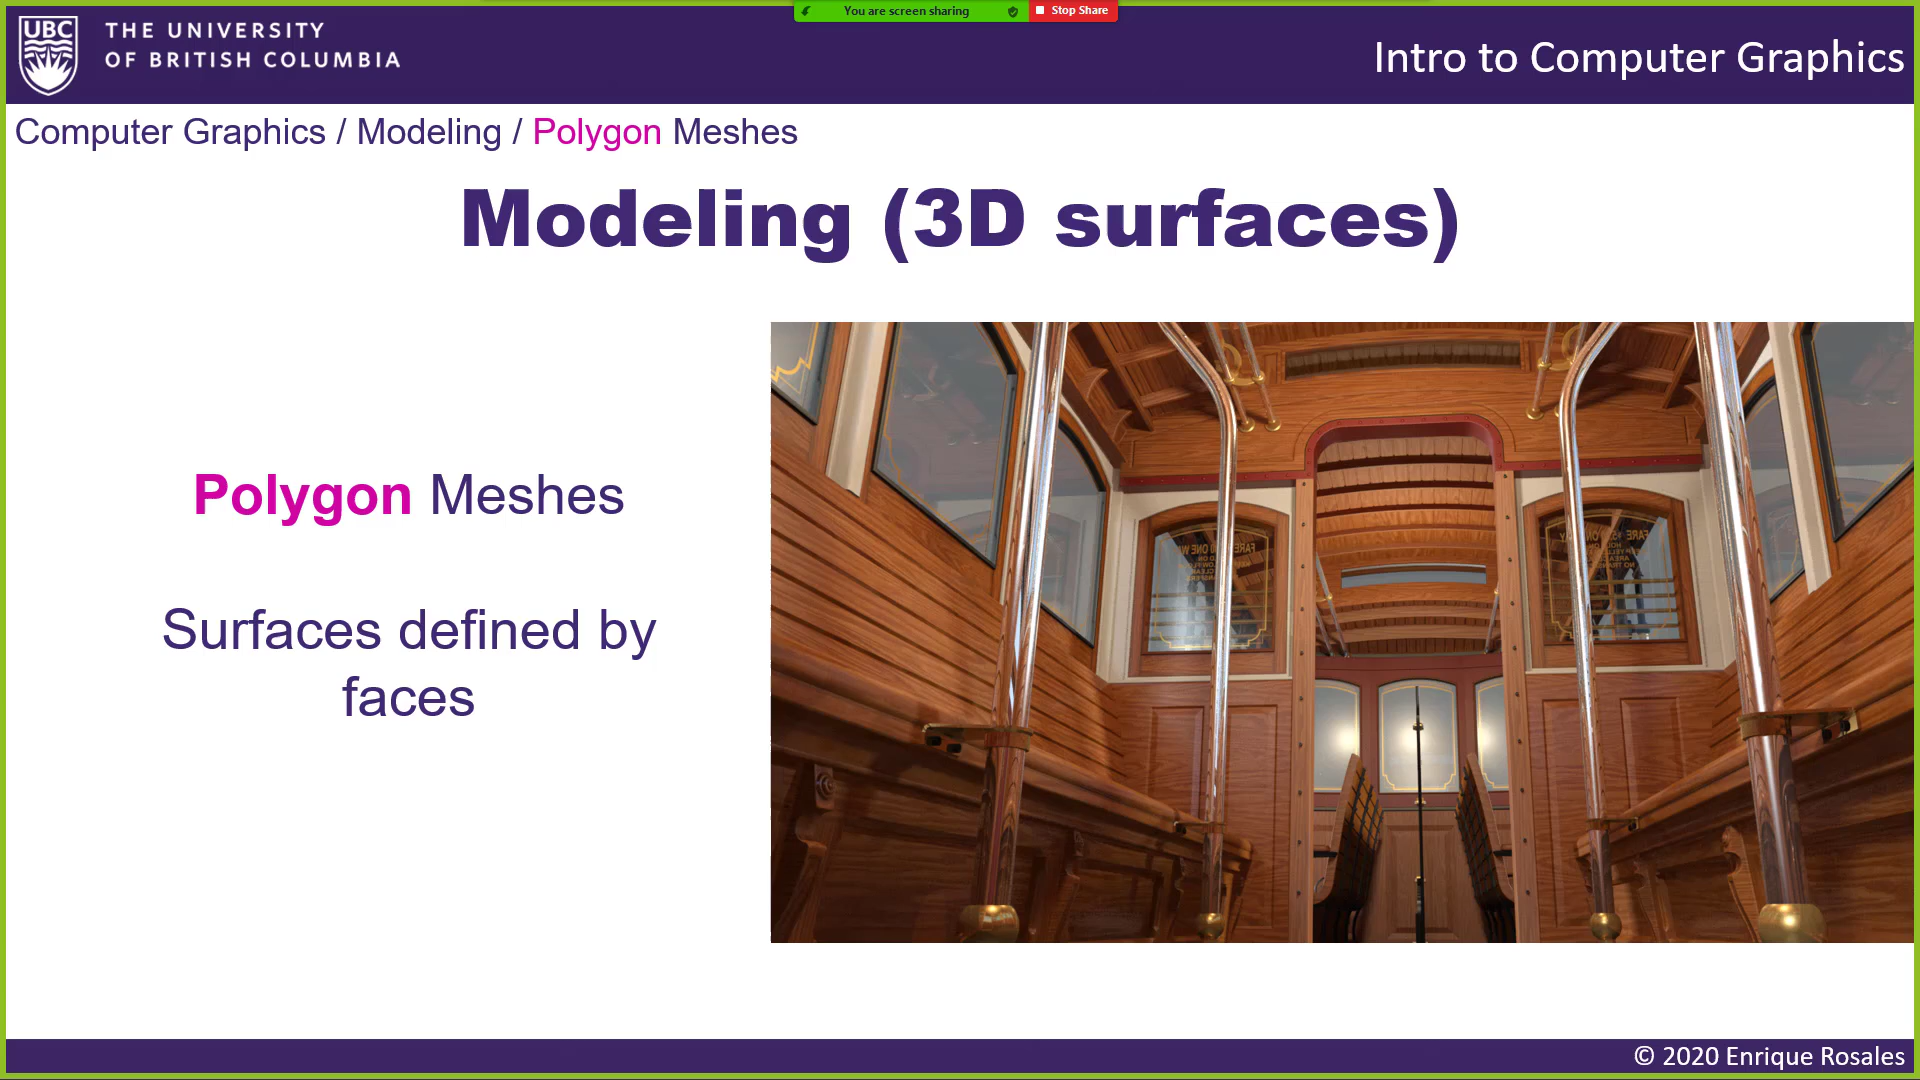 You are screen sharing
Stop Share
UBC
THE UNIVERSITY
OF BRITISH COLUMBIA
Intro to Computer Graphics
Computer Graphics / Modeling / Polygon Meshes
Modeling (3D surfaces)
Polygon Meshes
Surfaces defined by
faces
© 2020 Enrique Rosales